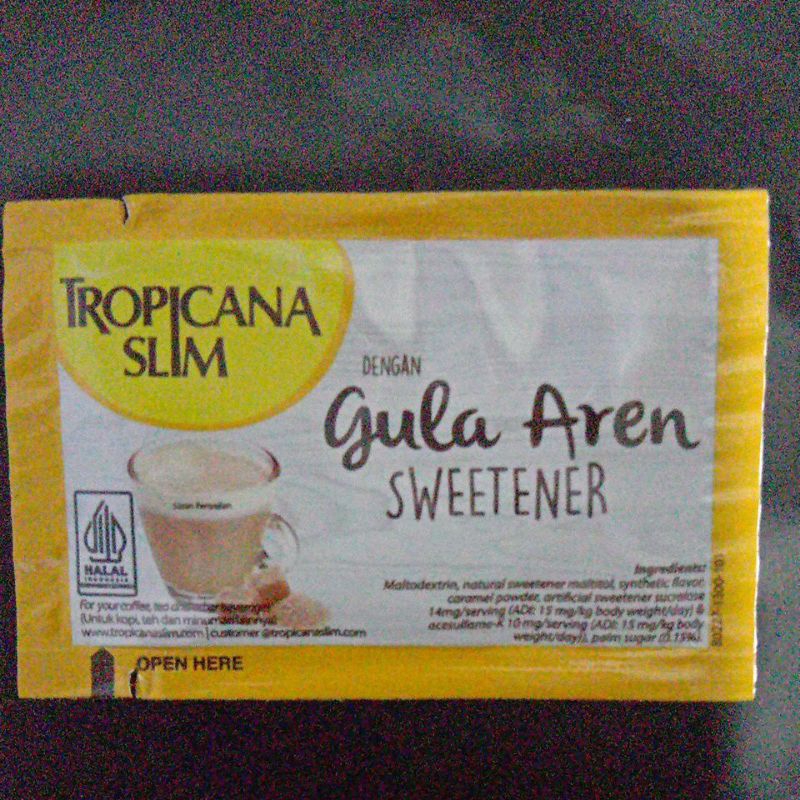 TROPICANA
SLIM
DENGAN
Gula Aren
SWEETENER
HALAL
INDONESIA
Saran Penyajian
For your coffee, tea and other beverages
(Untuk kopi, teh dan minuman lainnya)
www.tropicanaslim.com | customer@tropicanaslim.com
Ingredients:
Maltodextrin, natural sweetener maltitol, synthetic flavor,
caramel powder, artificial sweetener sucralose
14mg/serving (ADI: 15 mg/kg body weight/day) &
acesulfame-K 10 mg/serving (ADI: 15 mg/kg body
weight/day)), palm sugar (0.15%).
OPEN HERE